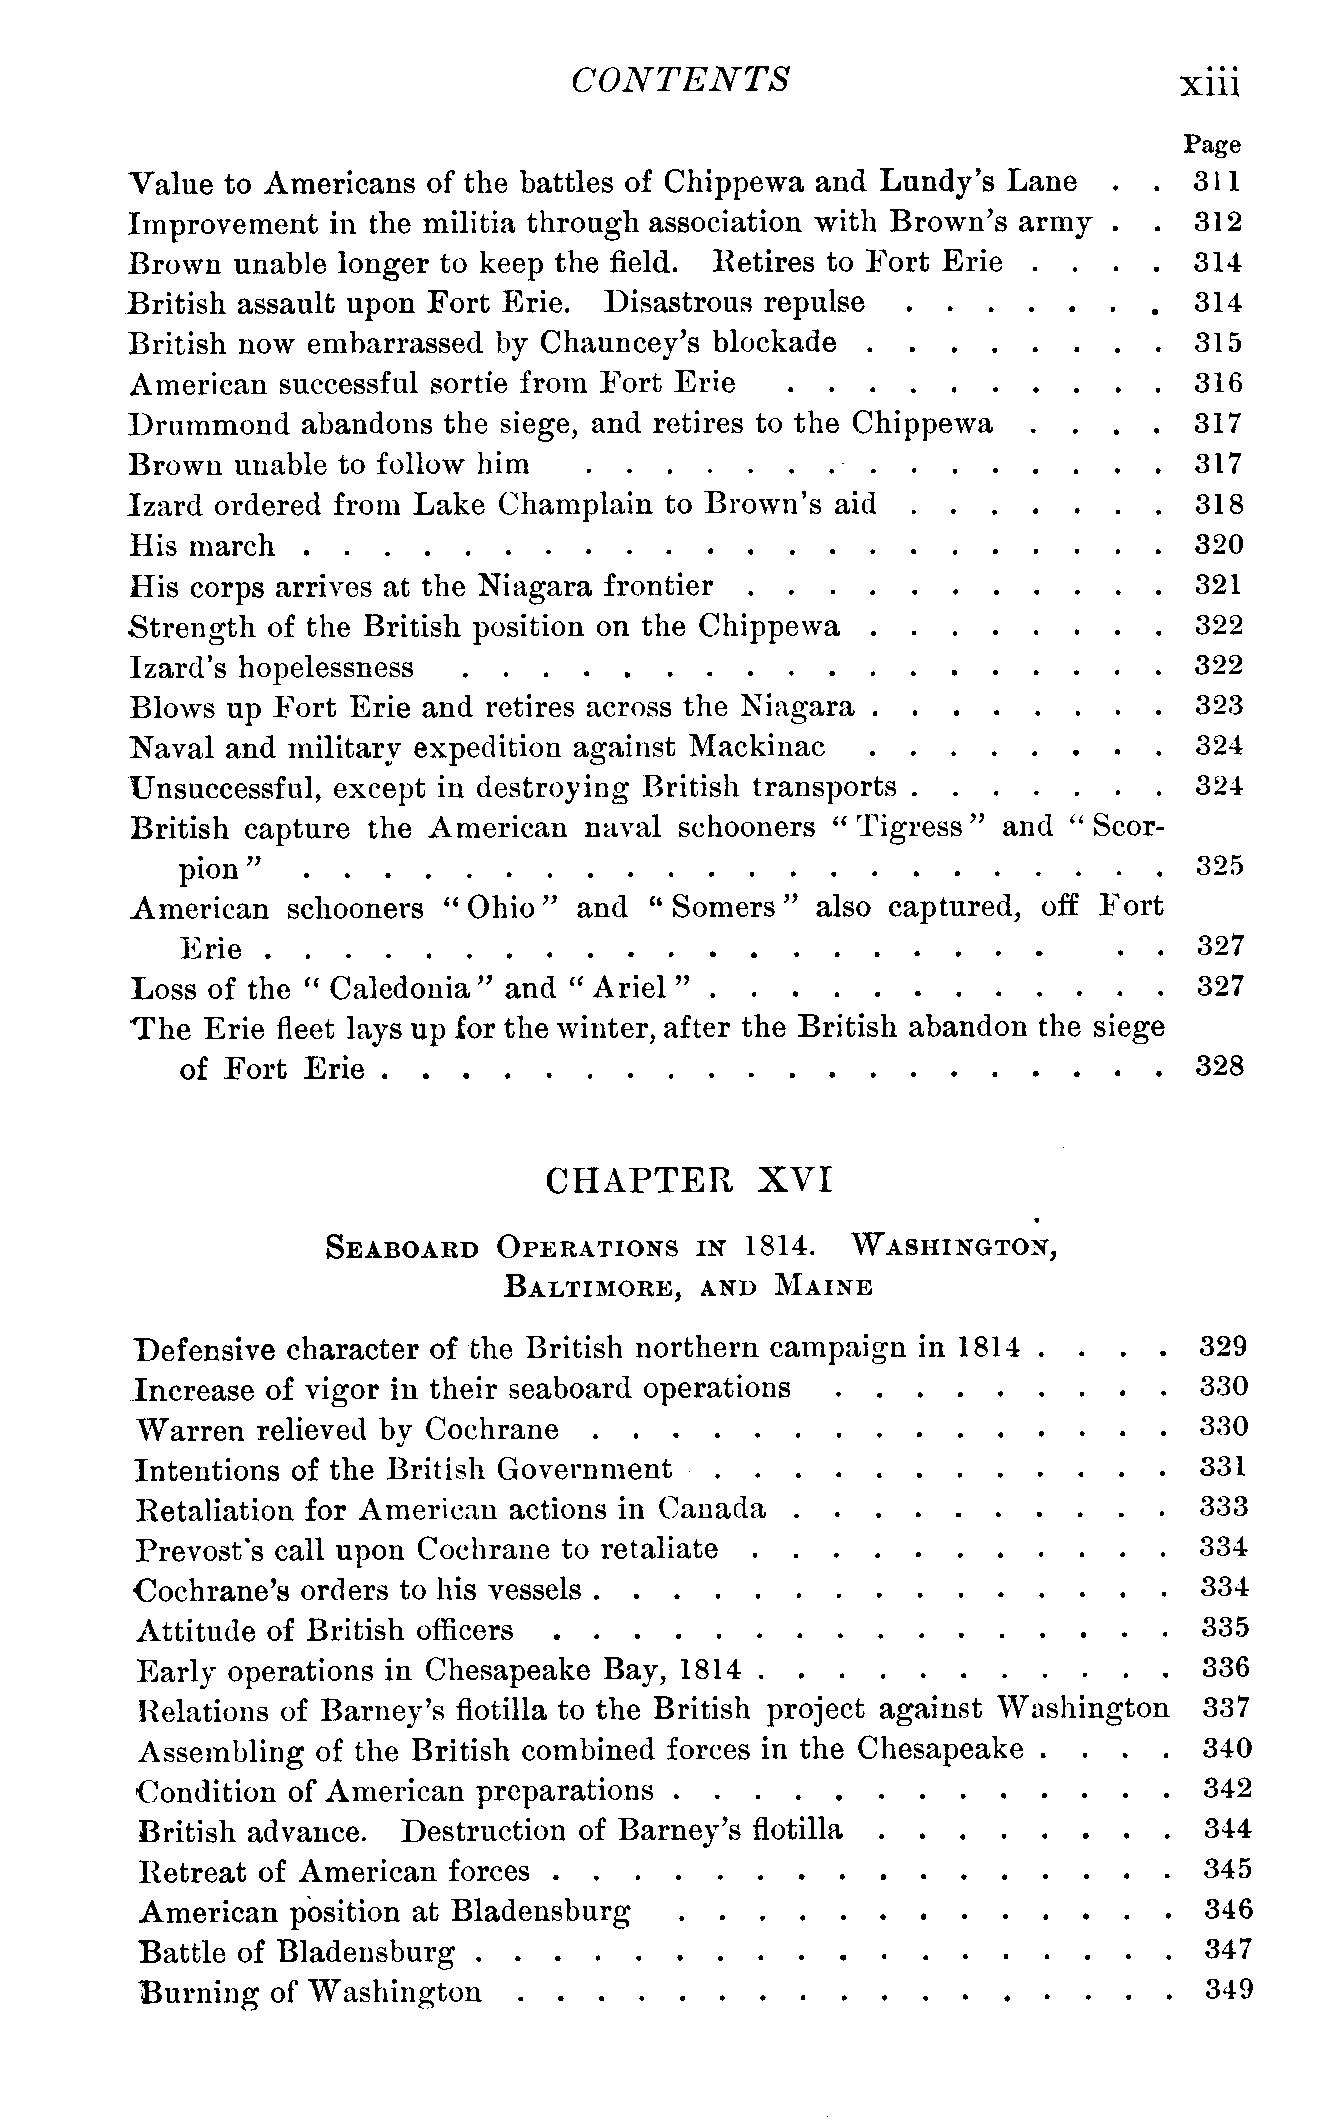 CONTENTS xiii
Page
Value to Americans of the battles of Chippewa and Lundy's Lane . . 311
Improvement in the militia through association with Brown's army . . 312
Brown unable longer to keep the field. Retires to Fort Erie . . . . 314
British assault upon Fort Erie. Disastrous repulse . . . . . . . 314
British now embarrassed by Chauncey's blockade . . . . . . . . 315
American successful sortie from Fort Erie . . . . . . . . . . 316
Drummond abandons the siege, and retires to the Chippewa . . . . 317
Brown unable to follow him . . . . . . . . . . . . . . . 317
Izard ordered from Lake Champlain to Brown's aid . . . . . . . 318
His march . . . . . . . . . . . . . . . . . . . . . . 320
His corps arrives at the Niagara frontier . . . . . . . . . . . 321
Strength of the British position on the Chippewa . . . . . . . . 322
Izard's hopelessness . . . . . . . . . . . . . . . . . . 322
Blows up Fort Erie and retires across the Niagara . . . . . . . . 323
Naval and military expedition against Mackinac . . . . . . . . 324
Unsuccessful, except in destroying British transports . . . . . . . 324
British capture the American naval schooners "Tigress" and "Scor-
pion" . . . . . . . . . . . . . . . . . . . . . . 325
American schooners "Ohio" and "Somers" also captured, off Fort
Erie . . . . . . . . . . . . . . . . . . . . . . 327
Loss of the "Caledonia" and "Ariel" . . . . . . . . . . . . 327
The Erie fleet lays up for the winter, after the British abandon the siege
of Fort Erie . . . . . . . . . . . . . . . . . . . . 328
CHAPTER XVI
SEABOARD OPERATIONS IN 1814. WASHINGTON,
BALTIMORE, AND MAINE
Defensive character of the British northern campaign in 1814 . . . . 329
Increase of vigor in their seaboard operations . . . . . . . . . 330
Warren relieved by Cochrane . . . . . . . . . . . . . . . 330
Intentions of the British Government . . . . . . . . . . . . 331
Retaliation for American actions in Canada . . . . . . . . . . 333
Prevost's call upon Cochrane to retaliate . . . . . . . . . . . 334
Cochrane's orders to his vessels . . . . . . . . . . . . . . . 334
Attitude of British officers . . . . . . . . . . . . . . . . 335
Early operations in Chesapeake Bay, 1814 . . . . . . . . . . . 336
Relations of Barney's flotilla to the British project against Washington 337
Assembling of the British combined forces in the Chesapeake . . . . 340
Condition of American preparations . . . . . . . . . . . . . 342
British advance. Destruction of Barney's flotilla . . . . . . . . 344
Retreat of American forces . . . . . . . . . . . . . . . . 345
American position at Bladensburg . . . . . . . . . . . . . 346
Battle of Bladensburg . . . . . . . . . . . . . . . . . . 347
Burning of Washington . . . . . . . . . . . . . . . . . 349